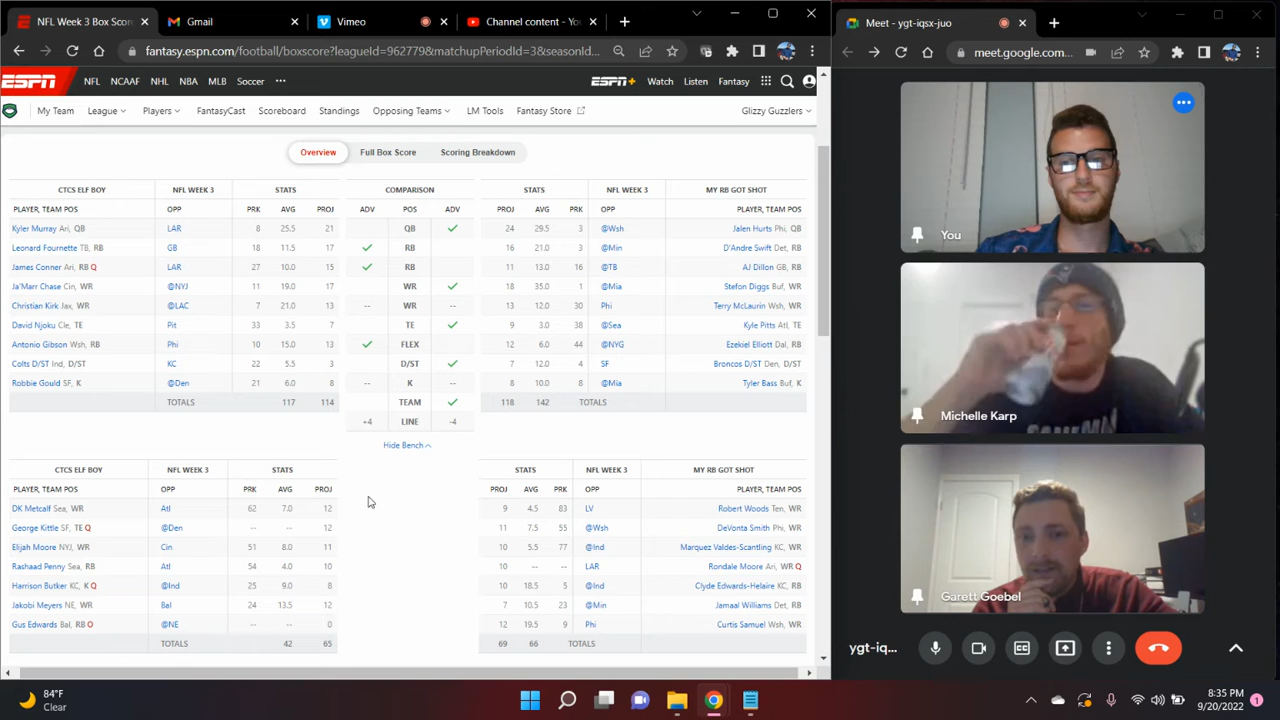 NFL Week 3 Box Scor
Gmail
Vimeo
Channel content - Yo
Meet - ygt-iqsx-juo
fantasy.espn.com/football/boxscore?leagueId=962779&matchupPeriodId=3&seasonId...
meet.google.com...
ESPN NFL NCAAF NHL NBA MLB Soccer ESPN+ Watch Listen Fantasy
My Team League Players FantasyCast Scoreboard Standings Opposing Teams LM Tools Fantasy Store Glizzy Guzzlers
Overview Full Box Score Scoring Breakdown
CTCS ELF BOY NFL WEEK 3 STATS COMPARISON STATS NFL WEEK 3 MY RB GOT SHOT
PLAYER, TEAM POS OPP PRK AVG PROJ ADV POS ADV PROJ AVG PRK OPP PLAYER, TEAM POS
Kyler Murray Ari, QB LAR 8 25.5 21 QB 24 29.5 3 @Wsh Jalen Hurts Phi, QB
Leonard Fournette TB, RB GB 18 11.5 17 RB 16 21.0 3 @Min D'Andre Swift Det, RB
James Conner Ari, RB Q LAR 27 10.0 15 RB 11 13.0 16 @TB AJ Dillon GB, RB
Ja'Marr Chase Cin, WR @NYJ 11 19.0 17 WR 18 35.0 1 @Mia Stefon Diggs Buf, WR
Christian Kirk Jax, WR @LAC 7 21.0 13 -- WR -- 13 12.0 30 Phi Terry McLaurin Wsh, WR
David Njoku Cle, TE Pit 33 3.5 7 TE 9 3.0 38 @Sea Kyle Pitts Atl, TE
Antonio Gibson Wsh, RB Phi 10 15.0 13 FLEX 12 6.0 44 @NYG Ezekiel Elliott Dal, RB
Colts D/ST Ind, D/ST KC 22 5.5 3 D/ST 7 12.0 4 SF Broncos D/ST Den, D/ST
Robbie Gould SF, K @Den 21 6.0 8 -- K -- 8 10.0 8 @Mia Tyler Bass Buf, K
TOTALS 117 114 TEAM 118 142 TOTALS
+4 LINE -4
Hide Bench
CTCS ELF BOY NFL WEEK 3 STATS STATS NFL WEEK 3 MY RB GOT SHOT
PLAYER, TEAM POS OPP PRK AVG PROJ PROJ AVG PRK OPP PLAYER, TEAM POS
DK Metcalf Sea, WR Atl 62 7.0 12 9 4.5 83 LV Robert Woods Ten, WR
George Kittle SF, TE Q @Den -- -- 12 11 7.5 55 @Wsh DeVonta Smith Phi, WR
Elijah Moore NYJ, WR Cin 51 8.0 11 10 5.5 77 @Ind Marquez Valdes-Scantling KC, WR
Rashaad Penny Sea, RB Atl 54 4.0 10 10 -- -- LAR Rondale Moore Ari, WR Q
Harrison Butker KC, K Q @Ind 25 9.0 8 10 18.5 5 @Ind Clyde Edwards-Helaire KC, RB
Jakobi Meyers NE, WR Bal 24 13.5 12 7 10.5 23 @Min Jamaal Williams Det, RB
Gus Edwards Bal, RB O @NE -- -- 0 12 19.5 9 Phi Curtis Samuel Wsh, WR
TOTALS 42 65 69 66 TOTALS
You
Michelle Karp
Garett Goebel
ygt-iq...
84°F
Clear
8:35 PM
9/20/2022
1